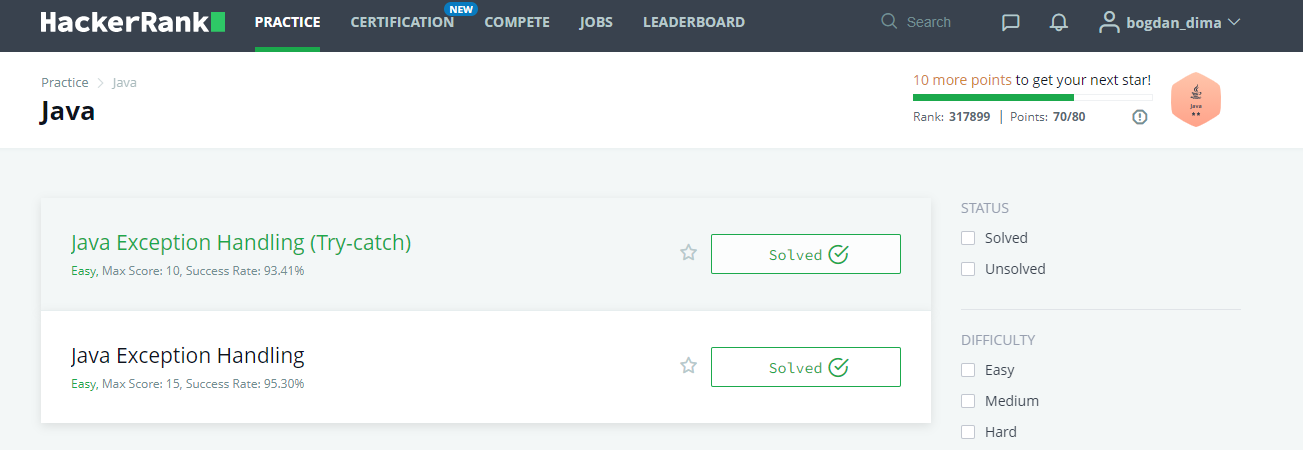 HackerRank PRACTICE CERTIFICATION NEW COMPETE JOBS LEADERBOARD Search bogdan_dima
Practice > Java
Java
10 more points to get your next star!
Rank: 317899 | Points: 70/80
Java
Java Exception Handling (Try-catch)
Easy, Max Score: 10, Success Rate: 93.41%
Solved
Java Exception Handling
Easy, Max Score: 15, Success Rate: 95.30%
Solved
STATUS
Solved
Unsolved
DIFFICULTY
Easy
Medium
Hard